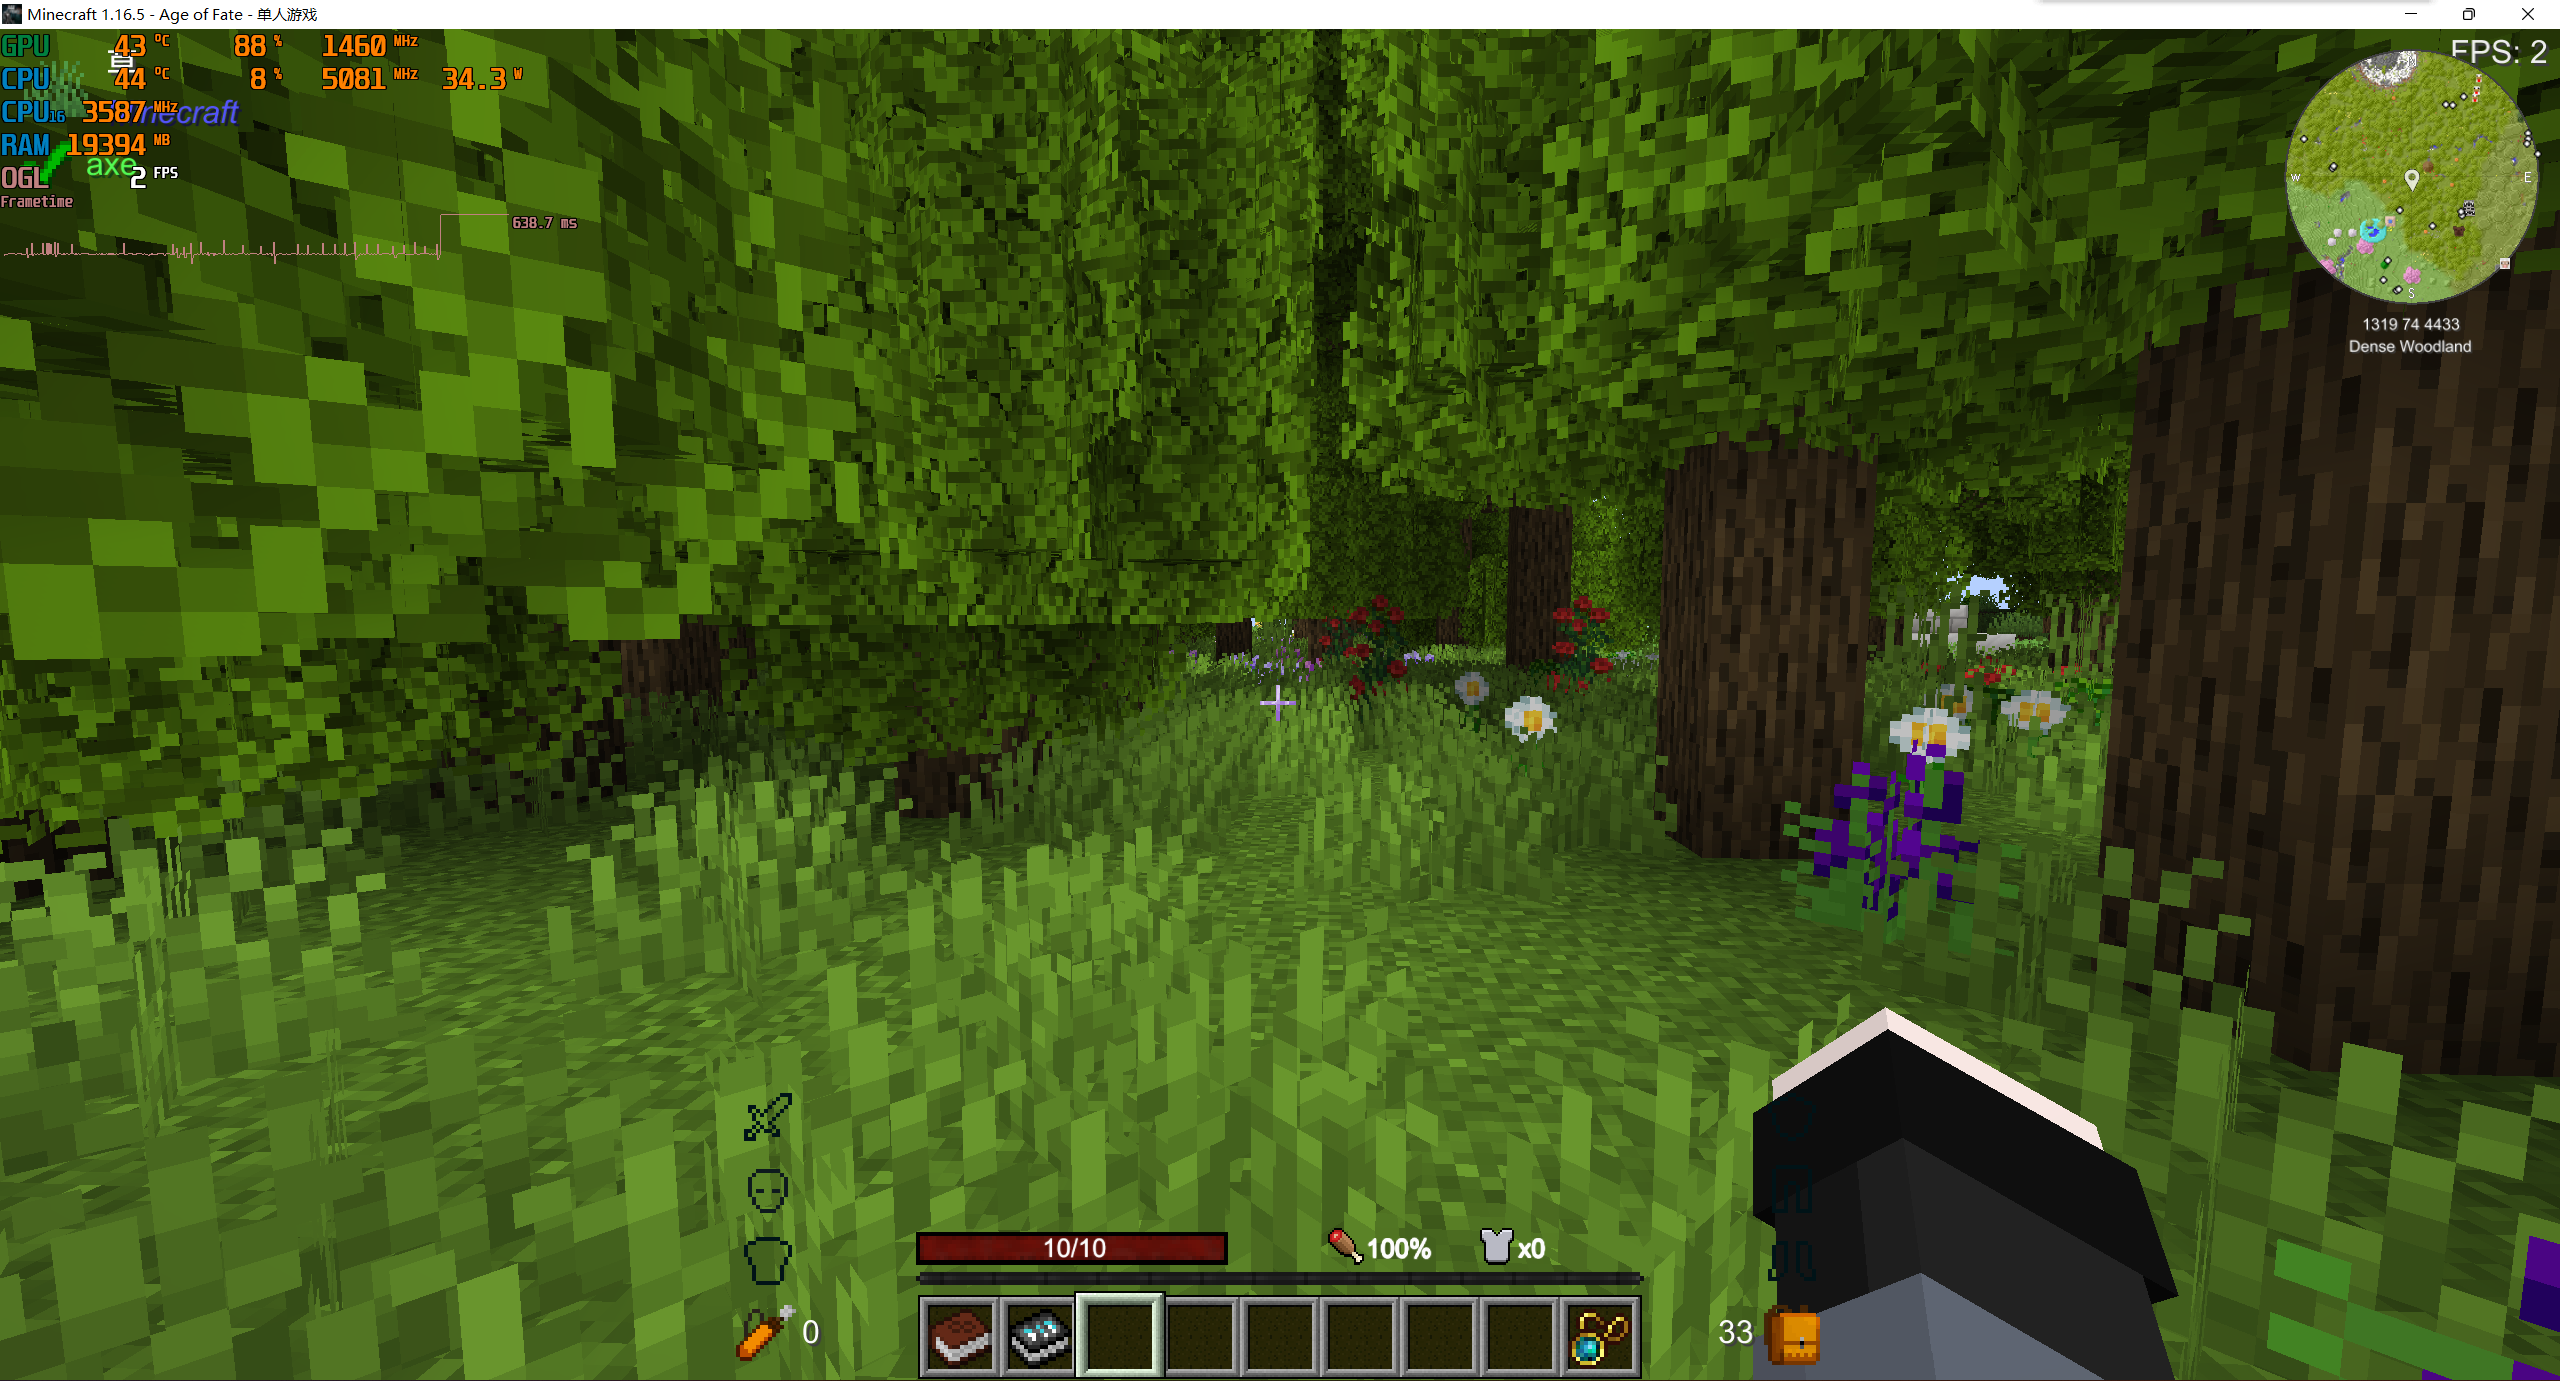 Minecraft 1.16.5 - Age of Fate - 单人游戏
GPU 43 °C 88 % 1460 MHz
FPS: 2
CPU 44 °C 8 % 5081 MHz 34.3 W
CPU16 3587 MHz
RAM 19394 MB
axe
OGL 2 FPS
Frametime
638.7 ms
N
W
E
S
1319 74 4433
Dense Woodland
10/10
100%
x0
0
33